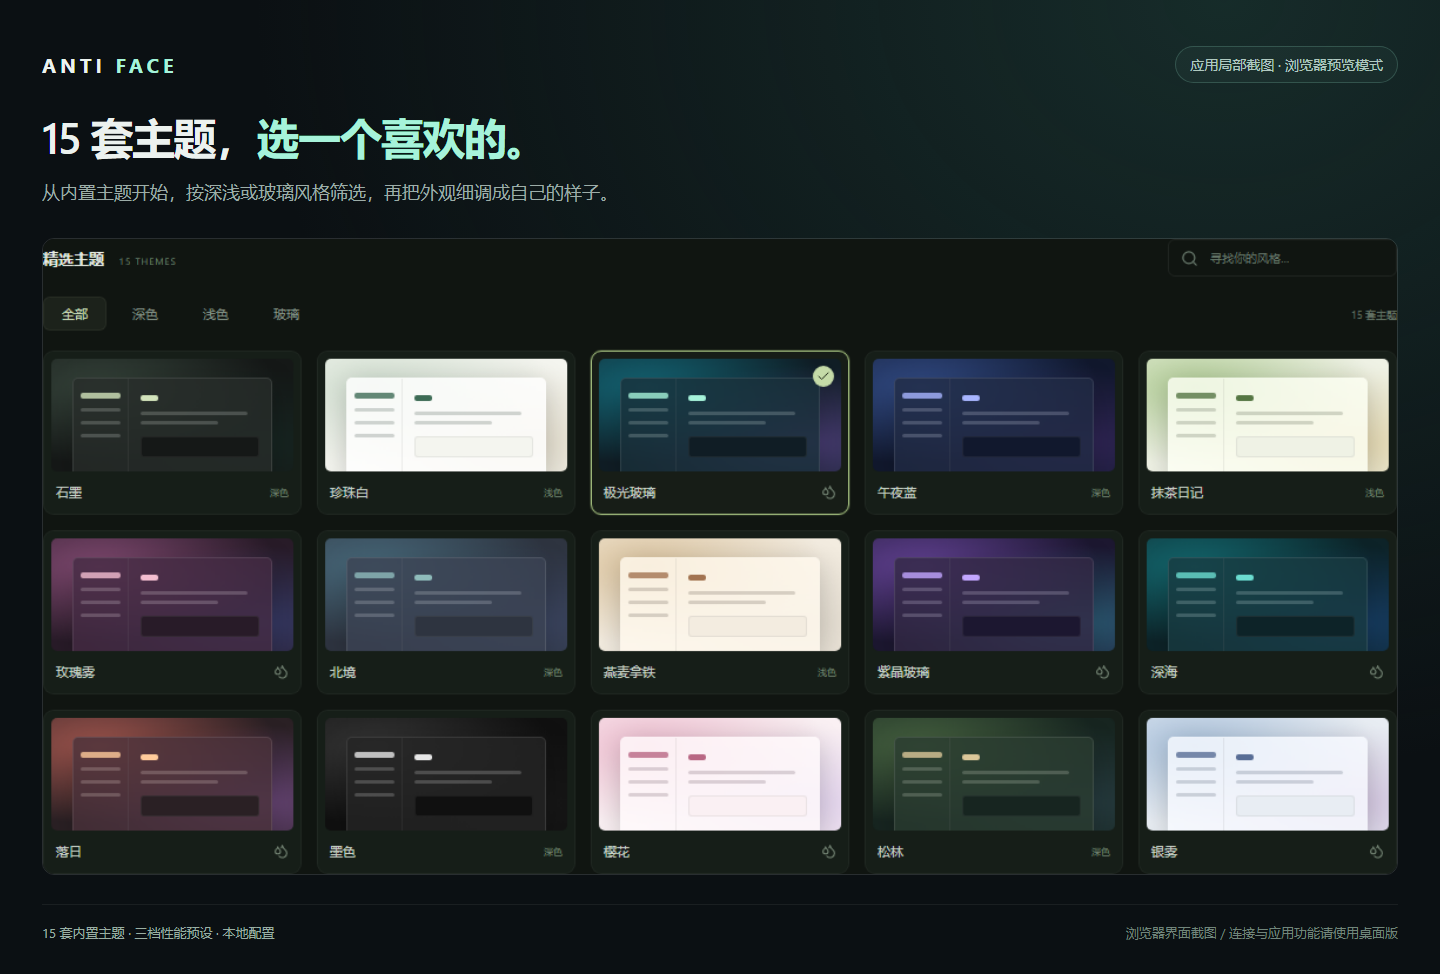 ANTI FACE
应用局部截图 · 浏览器预览模式
15 套主题，选一个喜欢的。
从内置主题开始，按深浅或玻璃风格筛选，再把外观细调成自己的样子。
精选主题 15 THEMES
寻找你的风格...
全部 深色 浅色 玻璃
15 套主题
石墨 深色
珍珠白 浅色
极光玻璃
午夜蓝 深色
抹茶日记 浅色
玫瑰雾
北境 深色
燕麦拿铁 浅色
紫晶玻璃
深海
落日
墨色 深色
樱花
松林 深色
银雾
15 套内置主题 · 三档性能预设 · 本地配置
浏览器界面截图 / 连接与应用功能请使用桌面版